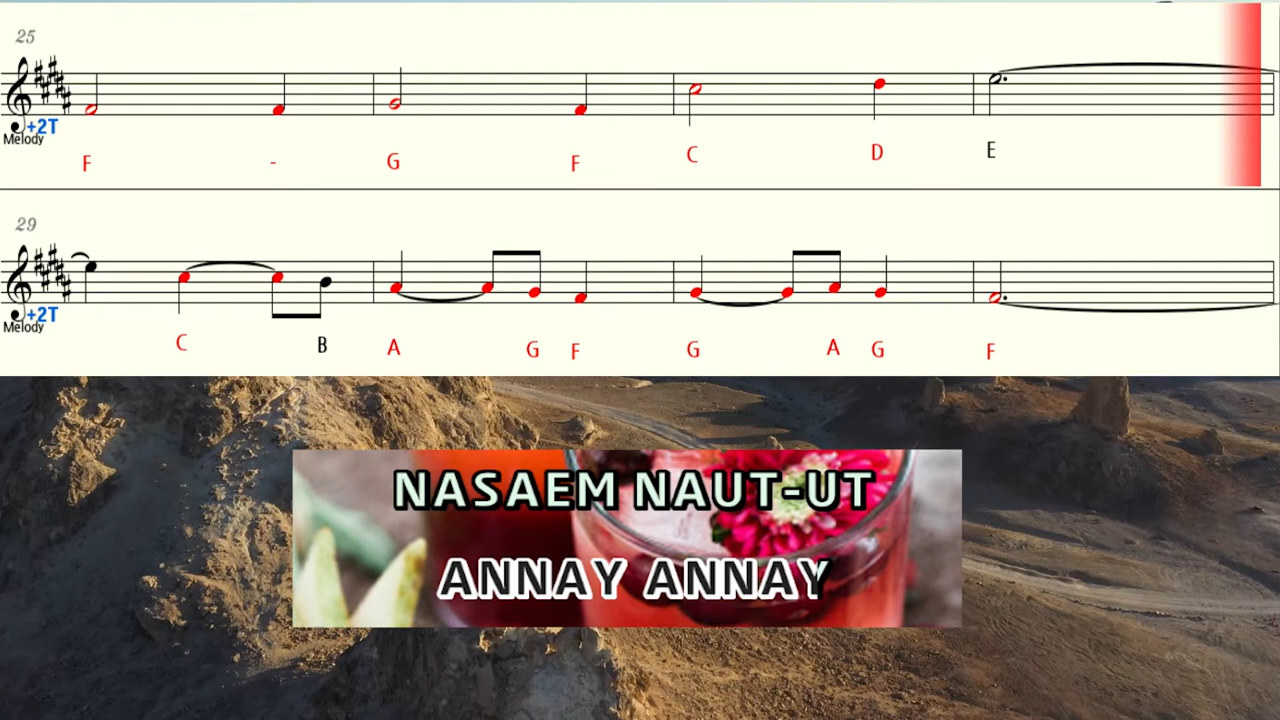 25
+2T
Melody
F - G F C D E
29
+2T
Melody
C B A G F G A G F
NASAEM NAUT-UT
ANNAY ANNAY